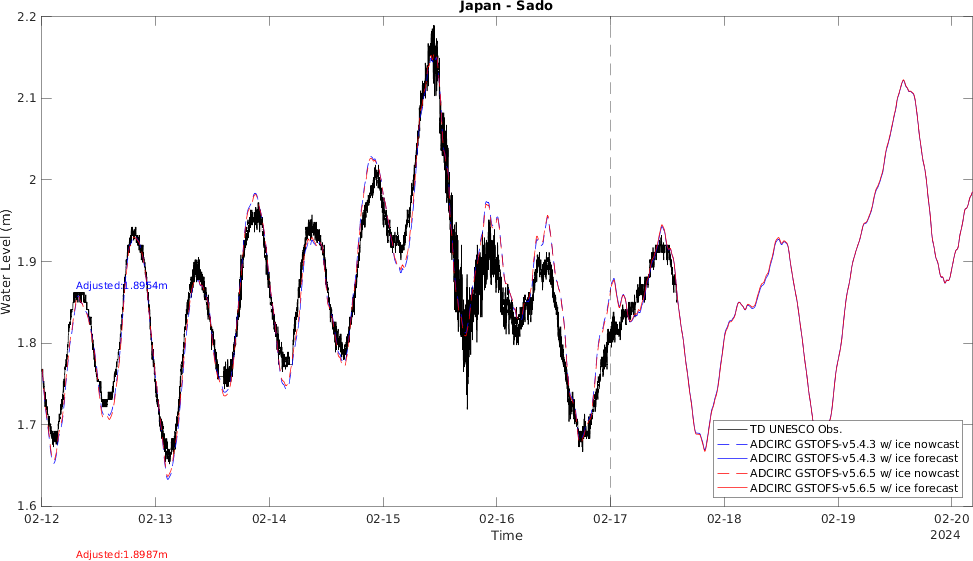 Japan - Sado
2.2
2.1
2
1.9
1.8
1.7
1.6
Water Level (m)
Adjusted:1.8954m
TD UNESCO Obs.
ADCIRC GSTOFS-v5.4.3 w/ ice nowcast
ADCIRC GSTOFS-v5.4.3 w/ ice forecast
ADCIRC GSTOFS-v5.6.5 w/ ice nowcast
ADCIRC GSTOFS-v5.6.5 w/ ice forecast
02-12 02-13 02-14 02-15 02-16 02-17 02-18 02-19 02-20
Time
2024
Adjusted:1.8987m